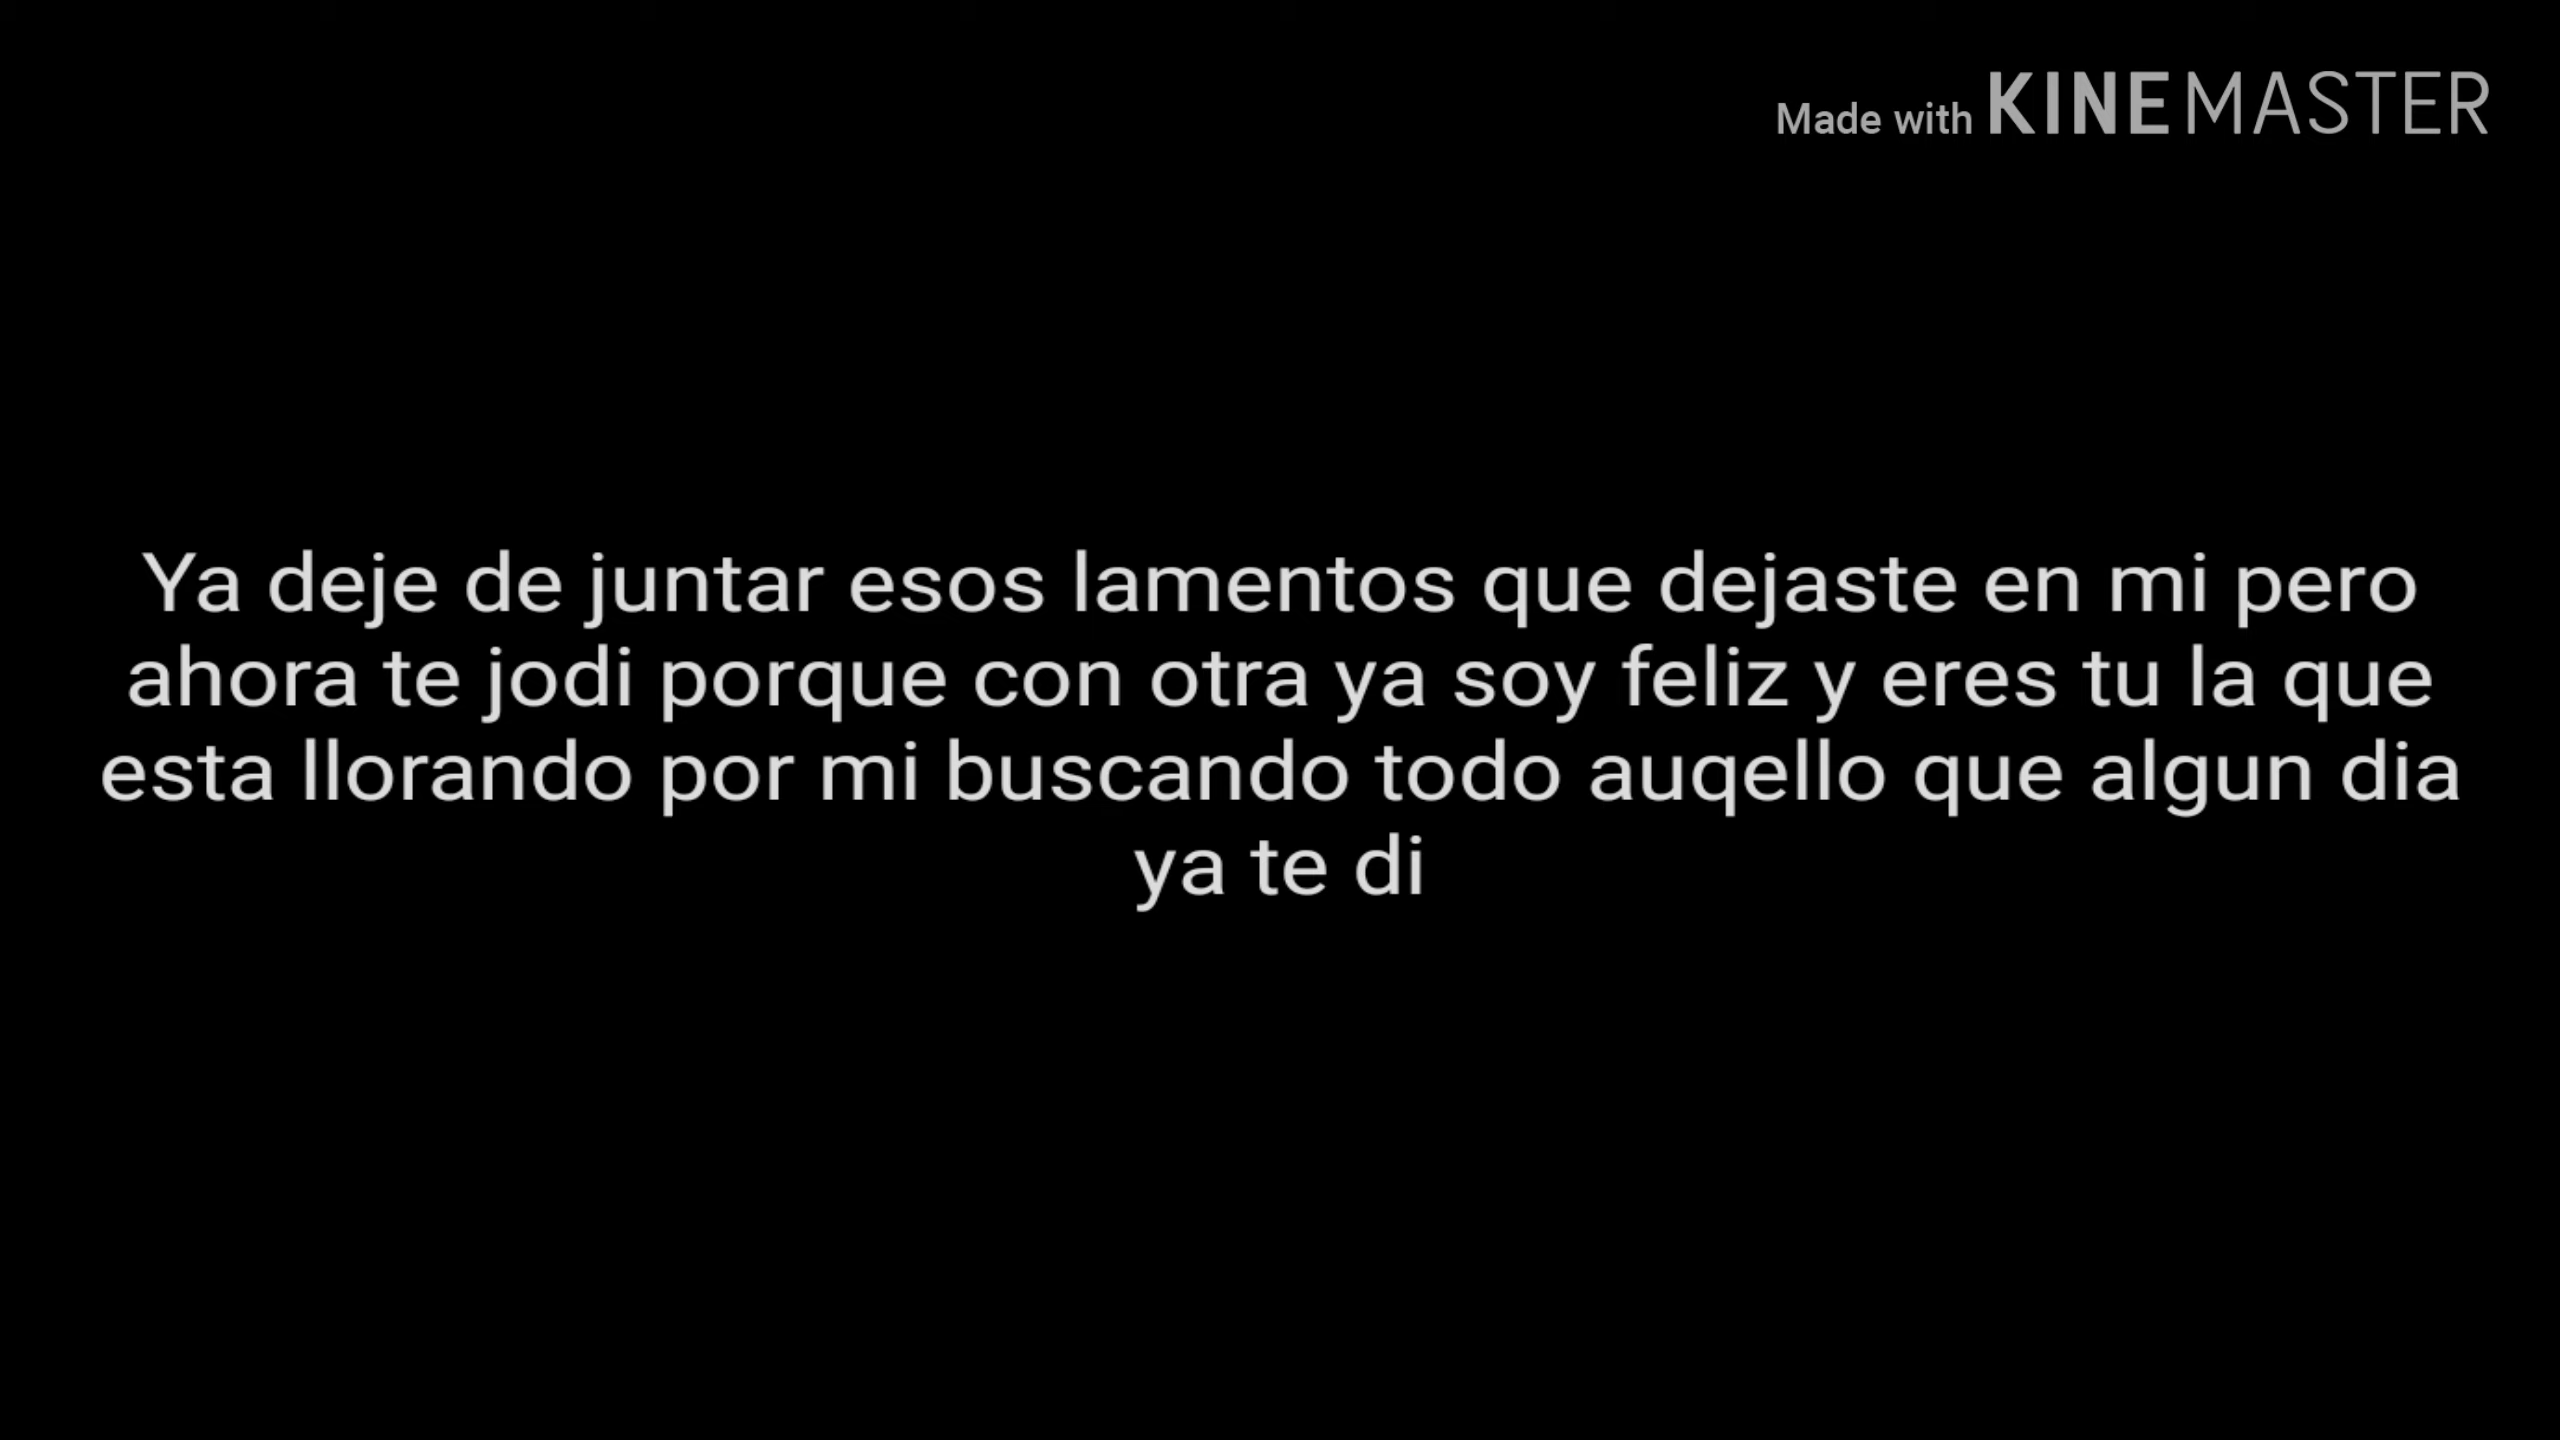 Made with KINEMASTER
Ya deje de juntar esos lamentos que dejaste en mi pero
ahora te jodi porque con otra ya soy feliz y eres tu la que
esta llorando por mi buscando todo auqello que algun dia
ya te di